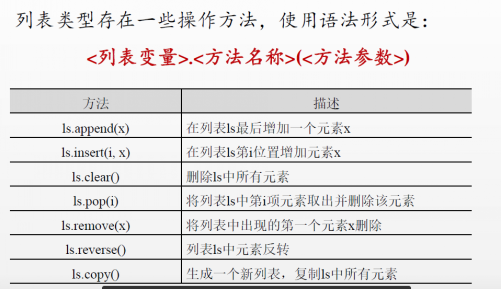 列表类型存在一些操作方法，使用语法形式是：
<列表变量>.<方法名称>(<方法参数>)
方法 描述
ls.append(x) 在列表ls最后增加一个元素x
ls.insert(i, x) 在列表ls第i位置增加元素x
ls.clear() 删除ls中所有元素
ls.pop(i) 将列表ls中第i项元素取出并删除该元素
ls.remove(x) 将列表中出现的第一个元素x删除
ls.reverse() 列表ls中元素反转
ls.copy() 生成一个新列表，复制ls中所有元素